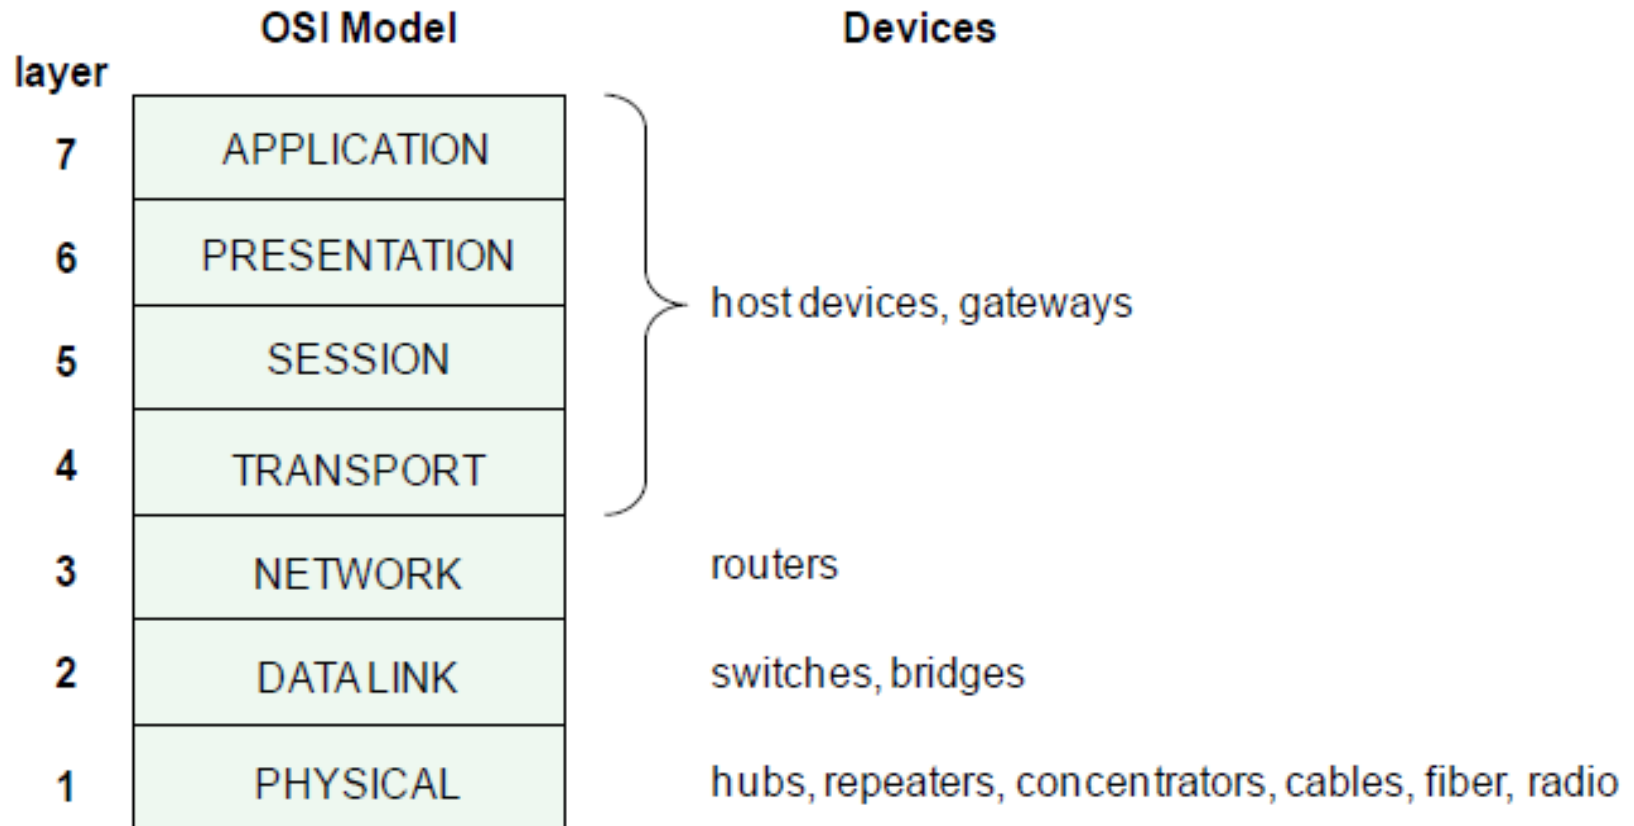 OSI Model Devices
layer
7 APPLICATION
6 PRESENTATION
host devices, gateways
5 SESSION
4 TRANSPORT
3 NETWORK routers
2 DATA LINK switches, bridges
1 PHYSICAL hubs, repeaters, concentrators, cables, fiber, radio